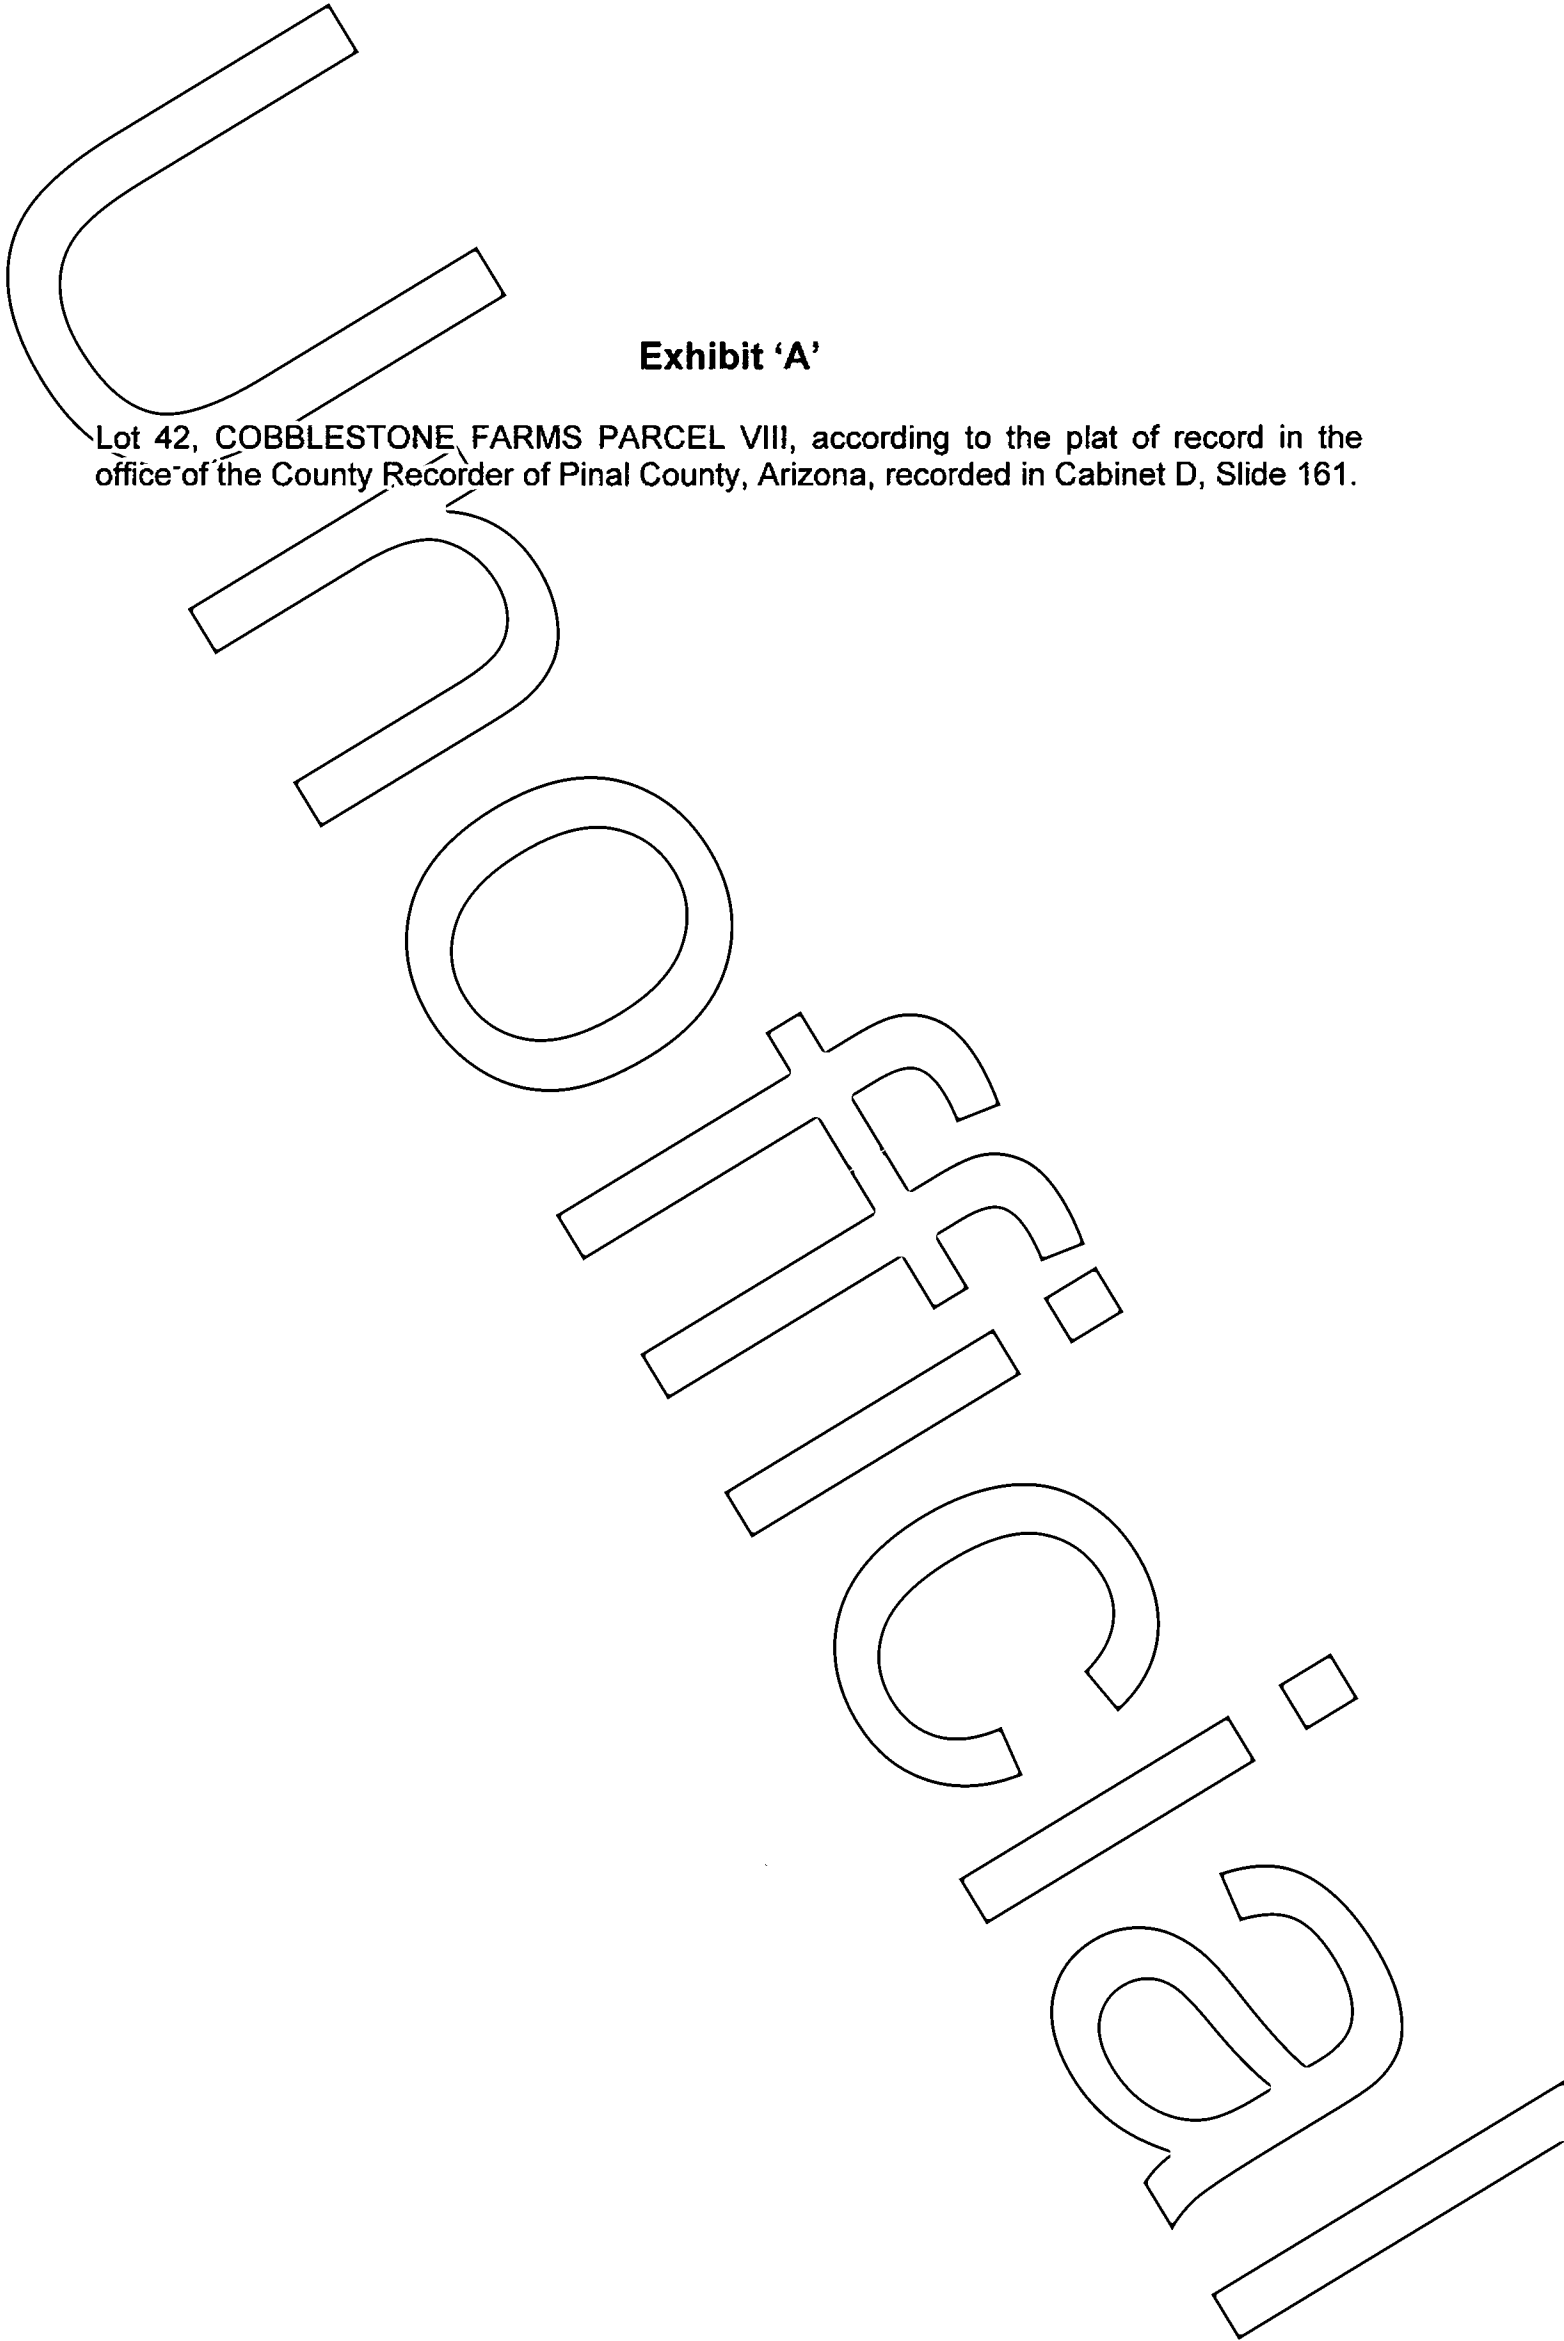 Exhibit ‘A’
Lot 42, COBBLESTONE FARMS PARCEL VIII, according to the plat of record in the
office of the County Recorder of Pinal County, Arizona, recorded in Cabinet D, Slide 161.
Unofficial